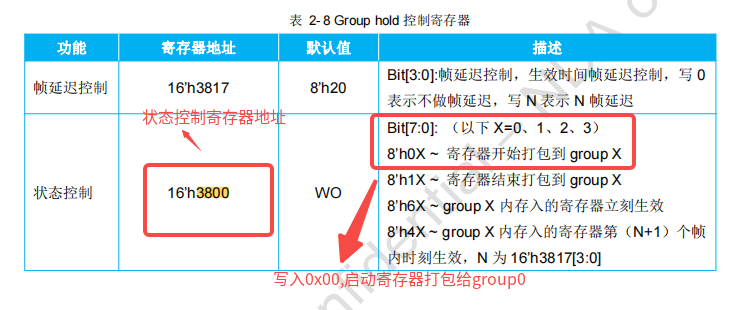 表 2-8 Group hold 控制寄存器
功能 寄存器地址 默认值 描述
帧延迟控制 16'h3817 8'h20
Bit[3:0]:帧延迟控制，生效时间帧延迟控制，写 0
表示不做帧延迟，写 N 表示 N 帧延迟
状态控制寄存器地址
状态控制 16'h3800 WO
Bit[7:0]: （以下 X=0、1、2、3）
8'h0X ~ 寄存器开始打包到 group X
8'h1X ~ 寄存器结束打包到 group X
8'h6X ~ group X 内存入的寄存器立刻生效
8'h4X ~ group X 内存入的寄存器第（N+1）个帧
内时刻生效，N 为 16'h3817[3:0]
写入0x00,启动寄存器打包给group0